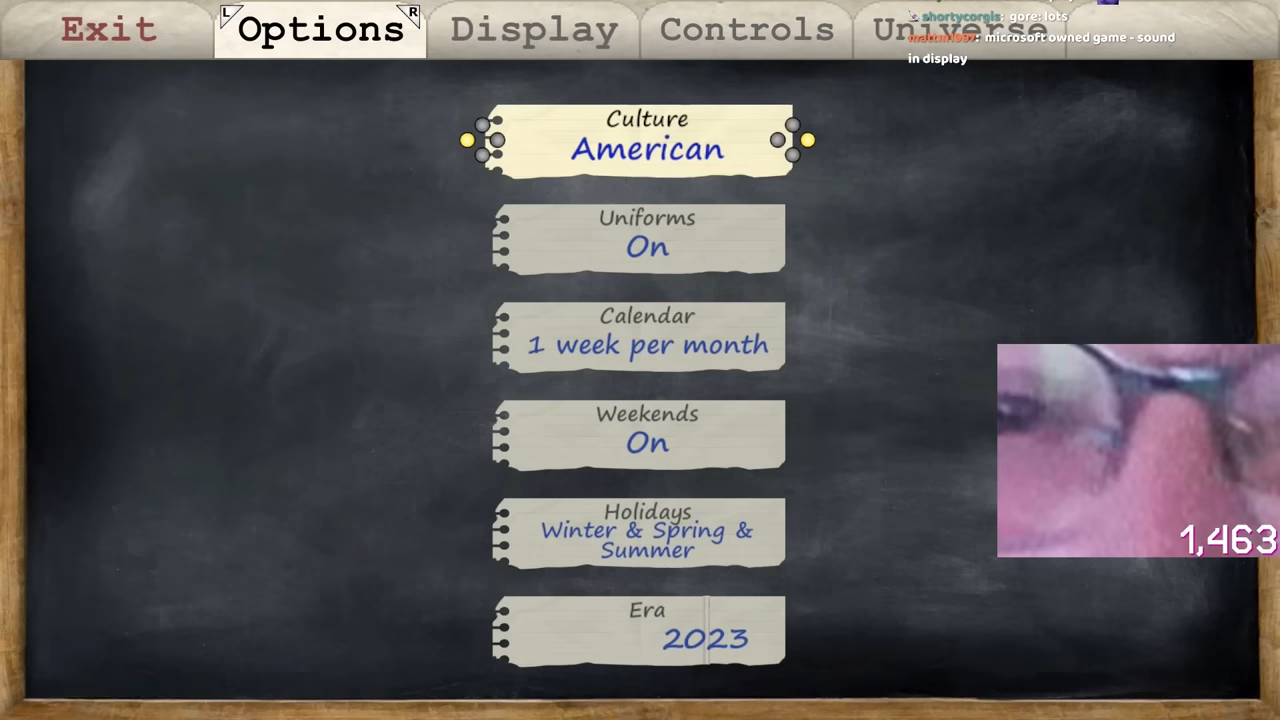 Exit
L Options R
Display
Controls
Universe
shortycorgis: gore: lots
mattm1997: microsoft owned game - sound
in display
Culture
American
Uniforms
On
Calendar
1 week per month
Weekends
On
Holidays
Winter & Spring &
Summer
Era
2023
1,463